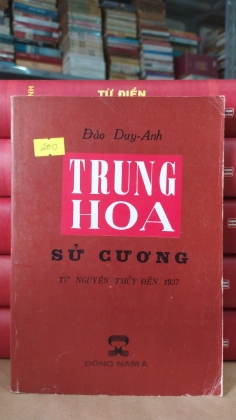 TỪ ĐIỂN
Đào Duy-Anh
200
TRUNG
HOA
SỬ CƯƠNG
TỪ NGUYÊN THỦY ĐẾN 1937
ĐÔNG NAM Á